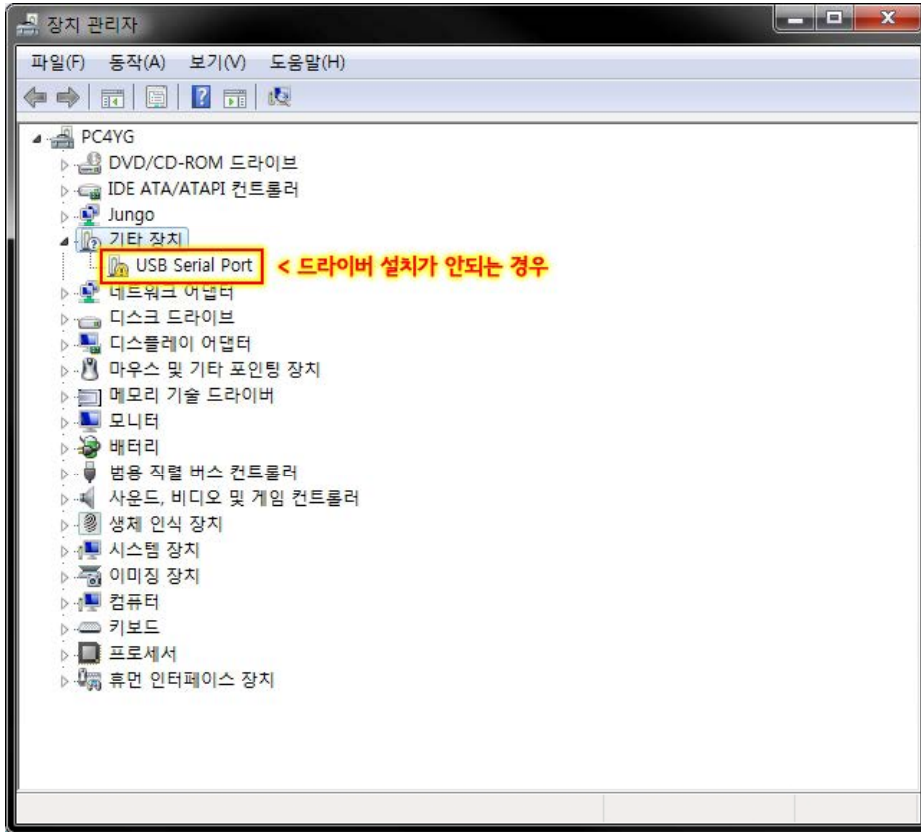 장치 관리자
파일(F) 동작(A) 보기(V) 도움말(H)
PC4YG
DVD/CD-ROM 드라이브
IDE ATA/ATAPI 컨트롤러
Jungo
기타 장치
USB Serial Port < 드라이버 설치가 안되는 경우
네트워크 어댑터
디스크 드라이브
디스플레이 어댑터
마우스 및 기타 포인팅 장치
메모리 기술 드라이버
모니터
배터리
범용 직렬 버스 컨트롤러
사운드, 비디오 및 게임 컨트롤러
생체 인식 장치
시스템 장치
이미징 장치
컴퓨터
키보드
프로세서
휴먼 인터페이스 장치